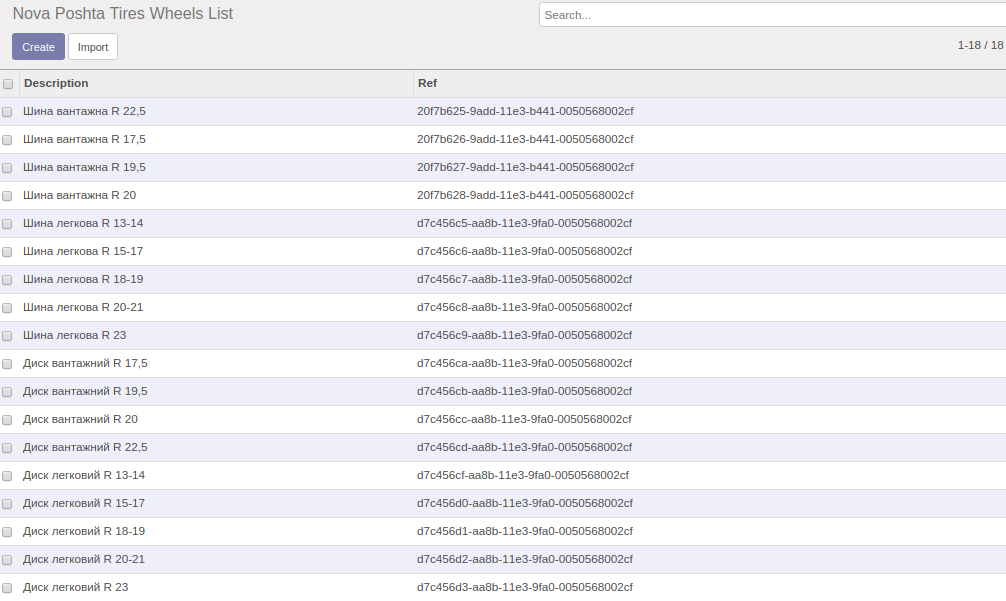 Nova Poshta Tires Wheels List
Search...
Create Import 1-18 / 18
Description Ref
Шина вантажна R 22,5 20f7b625-9add-11e3-b441-0050568002cf
Шина вантажна R 17,5 20f7b626-9add-11e3-b441-0050568002cf
Шина вантажна R 19,5 20f7b627-9add-11e3-b441-0050568002cf
Шина вантажна R 20 20f7b628-9add-11e3-b441-0050568002cf
Шина легкова R 13-14 d7c456c5-aa8b-11e3-9fa0-0050568002cf
Шина легкова R 15-17 d7c456c6-aa8b-11e3-9fa0-0050568002cf
Шина легкова R 18-19 d7c456c7-aa8b-11e3-9fa0-0050568002cf
Шина легкова R 20-21 d7c456c8-aa8b-11e3-9fa0-0050568002cf
Шина легкова R 23 d7c456c9-aa8b-11e3-9fa0-0050568002cf
Диск вантажний R 17,5 d7c456ca-aa8b-11e3-9fa0-0050568002cf
Диск вантажний R 19,5 d7c456cb-aa8b-11e3-9fa0-0050568002cf
Диск вантажний R 20 d7c456cc-aa8b-11e3-9fa0-0050568002cf
Диск вантажний R 22,5 d7c456cd-aa8b-11e3-9fa0-0050568002cf
Диск легковий R 13-14 d7c456cf-aa8b-11e3-9fa0-0050568002cf
Диск легковий R 15-17 d7c456d0-aa8b-11e3-9fa0-0050568002cf
Диск легковий R 18-19 d7c456d1-aa8b-11e3-9fa0-0050568002cf
Диск легковий R 20-21 d7c456d2-aa8b-11e3-9fa0-0050568002cf
Диск легковий R 23 d7c456d3-aa8b-11e3-9fa0-0050568002cf